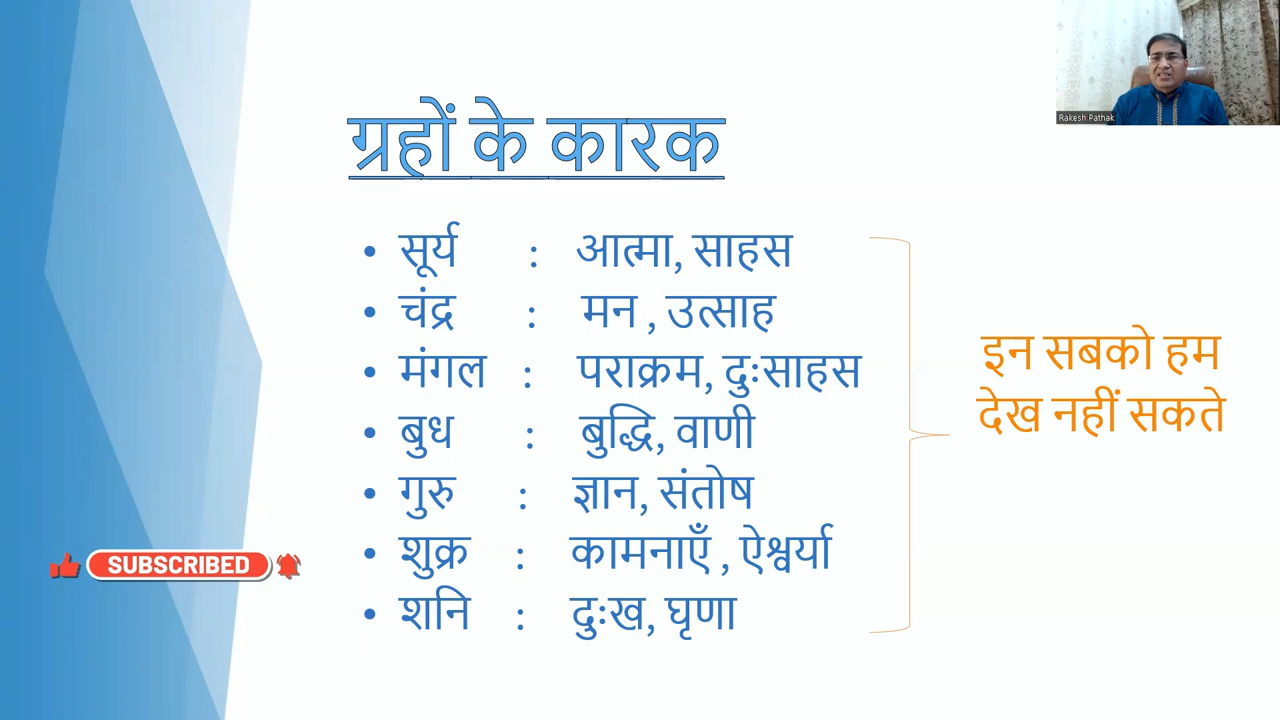 Rakesh Pathak
ग्रहों के कारक
• सूर्य : आत्मा, साहस
• चंद्र : मन , उत्साह
• मंगल : पराक्रम, दुःसाहस
• बुध : बुद्धि, वाणी
• गुरु : ज्ञान, संतोष
• शुक्र : कामनाएँ , ऐश्वर्या
• शनि : दुःख, घृणा
इन सबको हम
देख नहीं सकते
SUBSCRIBED